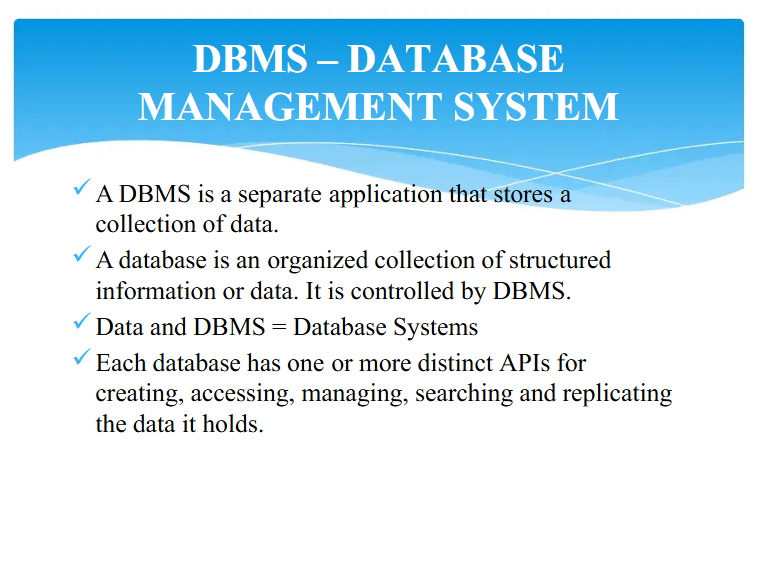 DBMS – DATABASE
MANAGEMENT SYSTEM
A DBMS is a separate application that stores a
collection of data.
A database is an organized collection of structured
information or data. It is controlled by DBMS.
Data and DBMS = Database Systems
Each database has one or more distinct APIs for
creating, accessing, managing, searching and replicating
the data it holds.